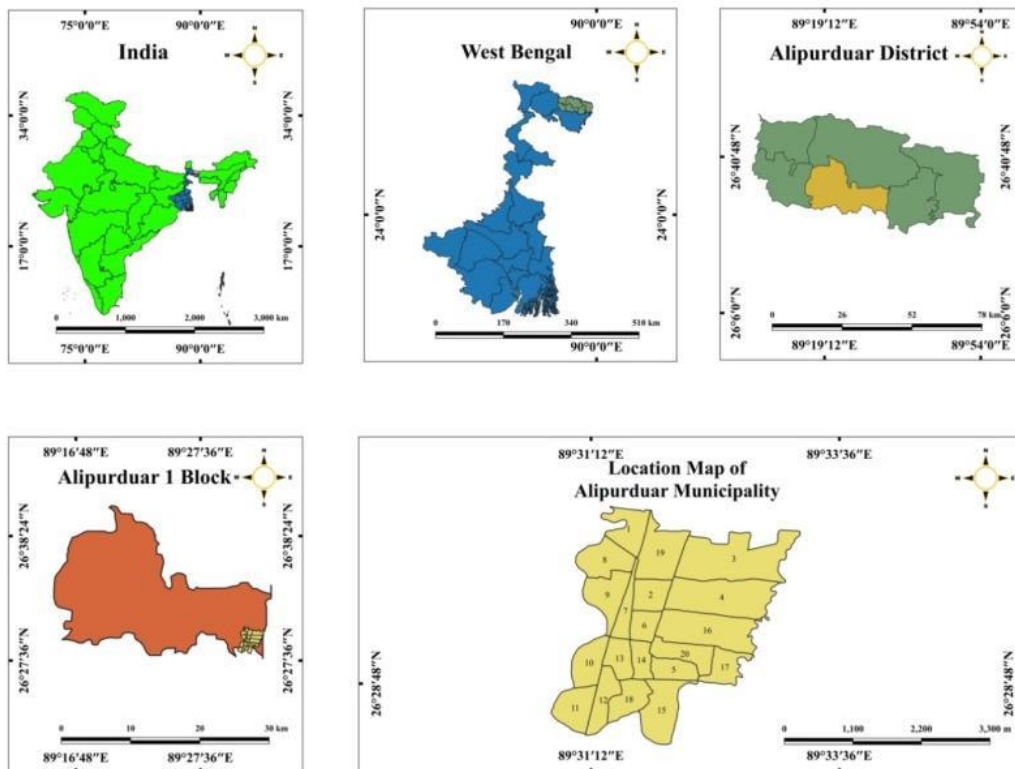 75°0′0″E 90°0′0″E
India
N
W E
S
34°0′0″N 34°0′0″N
17°0′0″N 17°0′0″N
0 1,000 2,000 3,000 km
75°0′0″E 90°0′0″E
90°0′0″E
West Bengal
N
W E
S
24°0′0″N 24°0′0″N
0 170 340 510 km
90°0′0″E
89°19′12″E 89°54′0″E
Alipurduar District
N
W E
S
26°40′48″N 26°40′48″N
26°6′0″N 26°6′0″N
0 26 52 78 km
89°19′12″E 89°54′0″E
89°16′48″E 89°27′36″E
Alipurduar 1 Block
N
W E
S
26°38′24″N 26°38′24″N
26°27′36″N 26°27′36″N
0 10 20 30 km
89°16′48″E 89°27′36″E
89°31′12″E 89°33′36″E
Location Map of
Alipurduar Municipality
N
W E
S
1
19
8 3
9 2 4
7
6 16
20
10 13 14
5 17
12 18
11 15
26°28′48″N 26°28′48″N
0 1,100 2,200 3,300 m
89°31′12″E 89°33′36″E